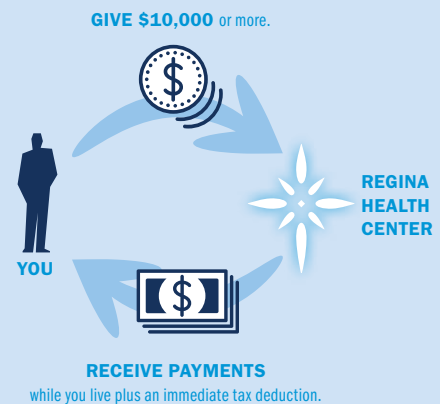 GIVE $10,000 or more.
$
REGINA
HEALTH
CENTER
YOU
$
RECEIVE PAYMENTS
while you live plus an immediate tax deduction.